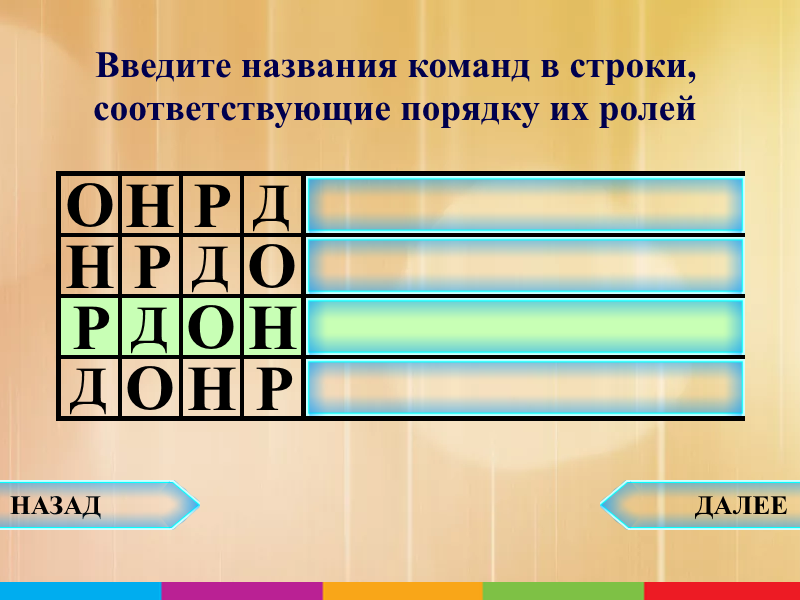 Введите названия команд в строки,
соответствующие порядку их ролей
О Н Р Д
Н Р Д О
Р Д О Н
Д О Н Р
НАЗАД
ДАЛЕЕ